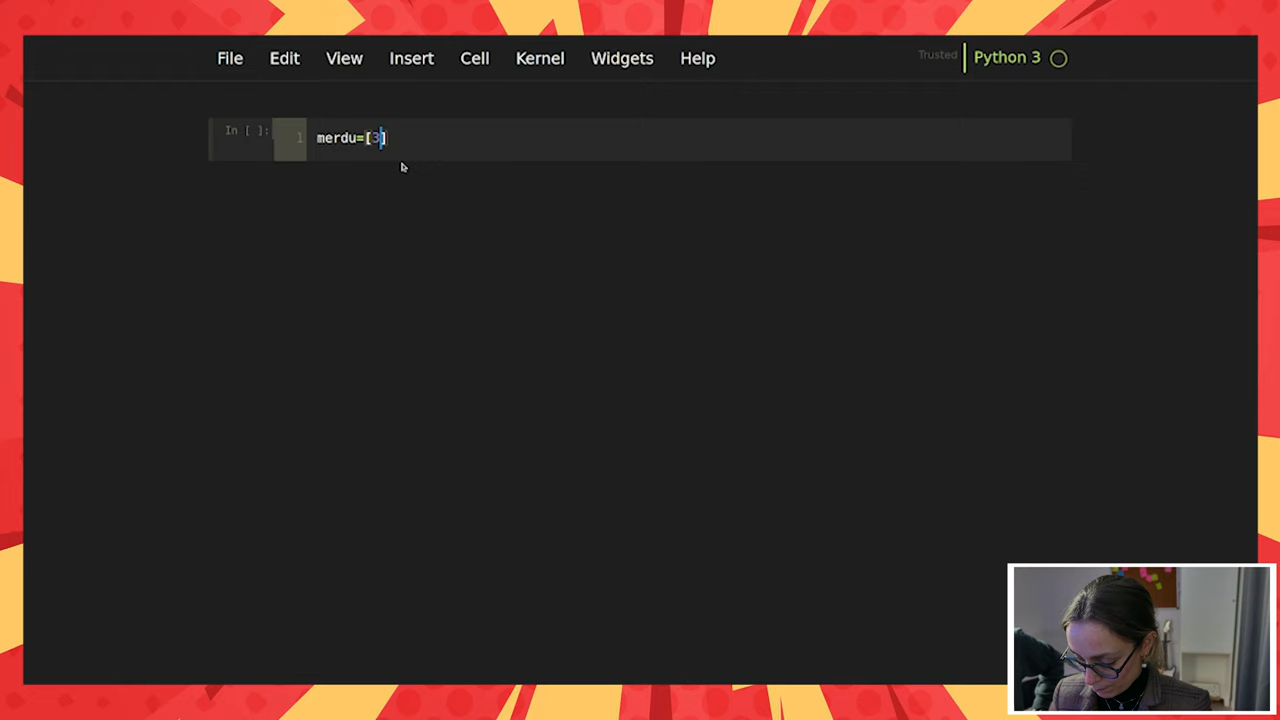 File Edit View Insert Cell Kernel Widgets Help Trusted Python 3
In [ ]: 1 merdu=[3]